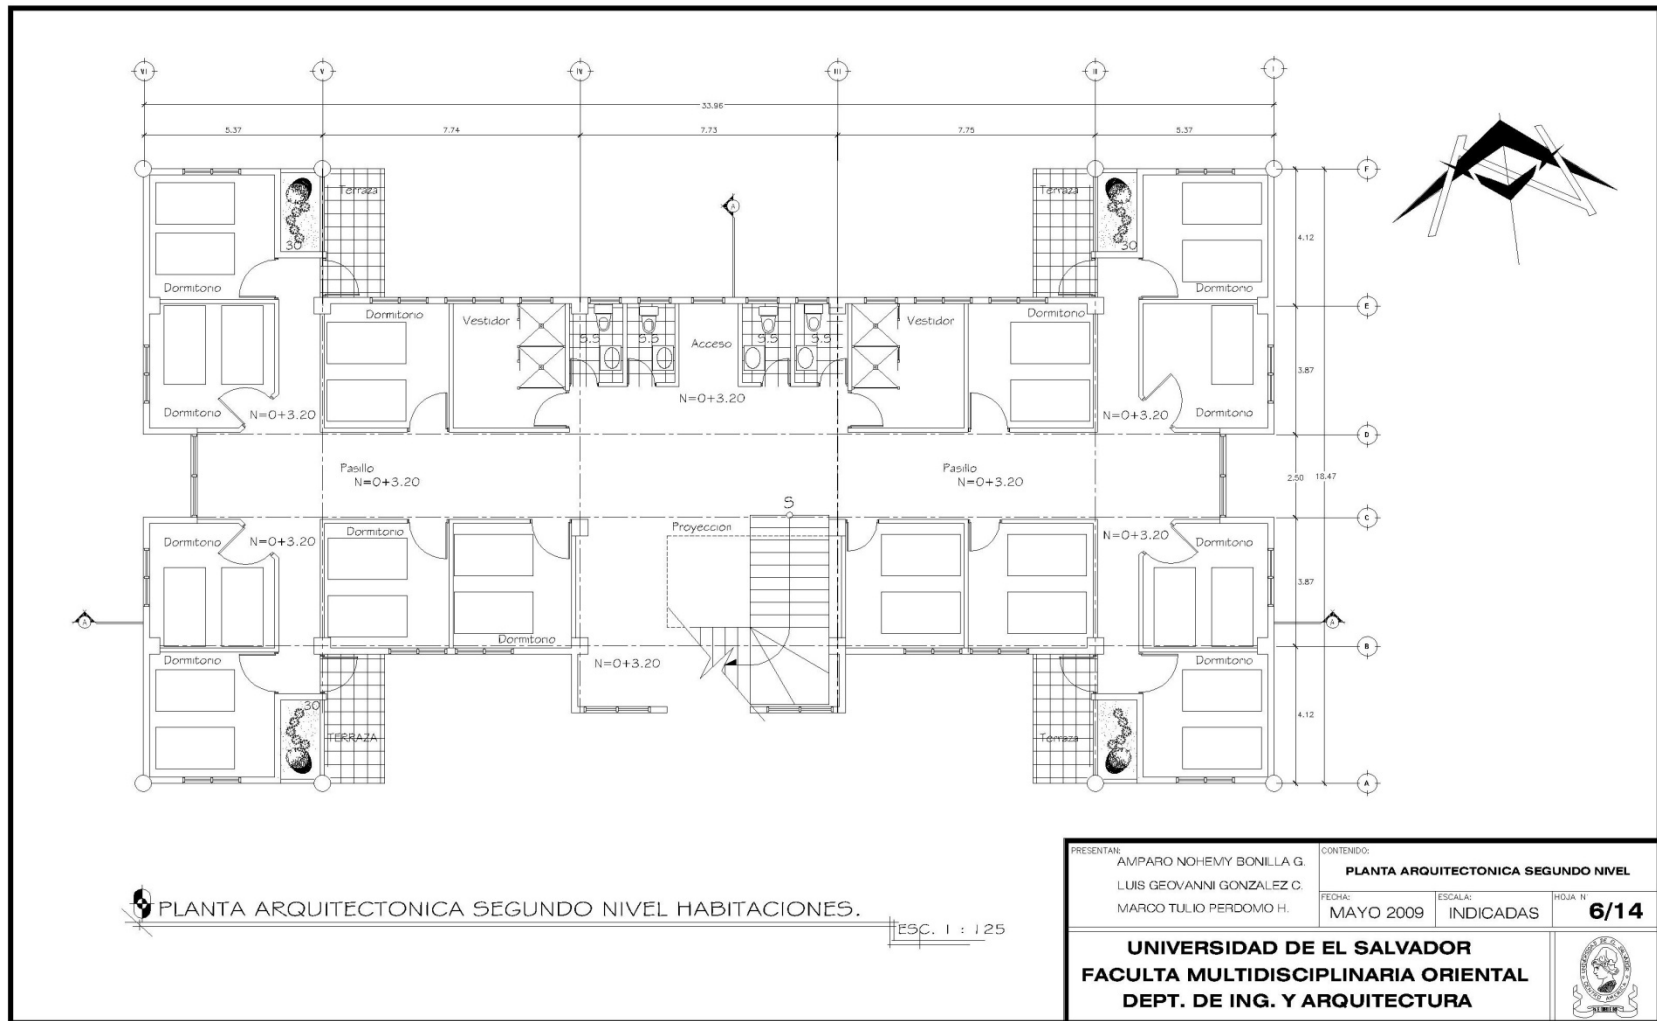 VI
V
IV
III
II
I
33.96
5.37
7.74
7.73
7.75
5.37
Terraza
Terraza
F
A
4.12
30
30
Dormitorio
Dormitorio
E
Dormitorio
Vestidor
Vestidor
Dormitorio
S.S
S.S
Acceso
S.S
S.S
3.87
N=0+3.20
Dormitorio
N=0+3.20
N=0+3.20
Dormitorio
D
Pasillo
N=0+3.20
Pasillo
N=0+3.20
2.50
18.47
S
C
Proyeccion
Dormitorio
N=0+3.20
Dormitorio
N=0+3.20
Dormitorio
3.87
A
A
Dormitorio
B
Dormitorio
N=0+3.20
Dormitorio
30
4.12
TERRAZA
Terraza
A
PLANTA ARQUITECTONICA SEGUNDO NIVEL HABITACIONES.
ESC. 1 : 125
PRESENTAN:
AMPARO NOHEMY BONILLA G.
LUIS GEOVANNI GONZALEZ C.
MARCO TULIO PERDOMO H.
CONTENIDO:
PLANTA ARQUITECTONICA SEGUNDO NIVEL
FECHA:
MAYO 2009
ESCALA:
INDICADAS
HOJA N°
6/14
UNIVERSIDAD DE EL SALVADOR
FACULTA MULTIDISCIPLINARIA ORIENTAL
DEPT. DE ING. Y ARQUITECTURA